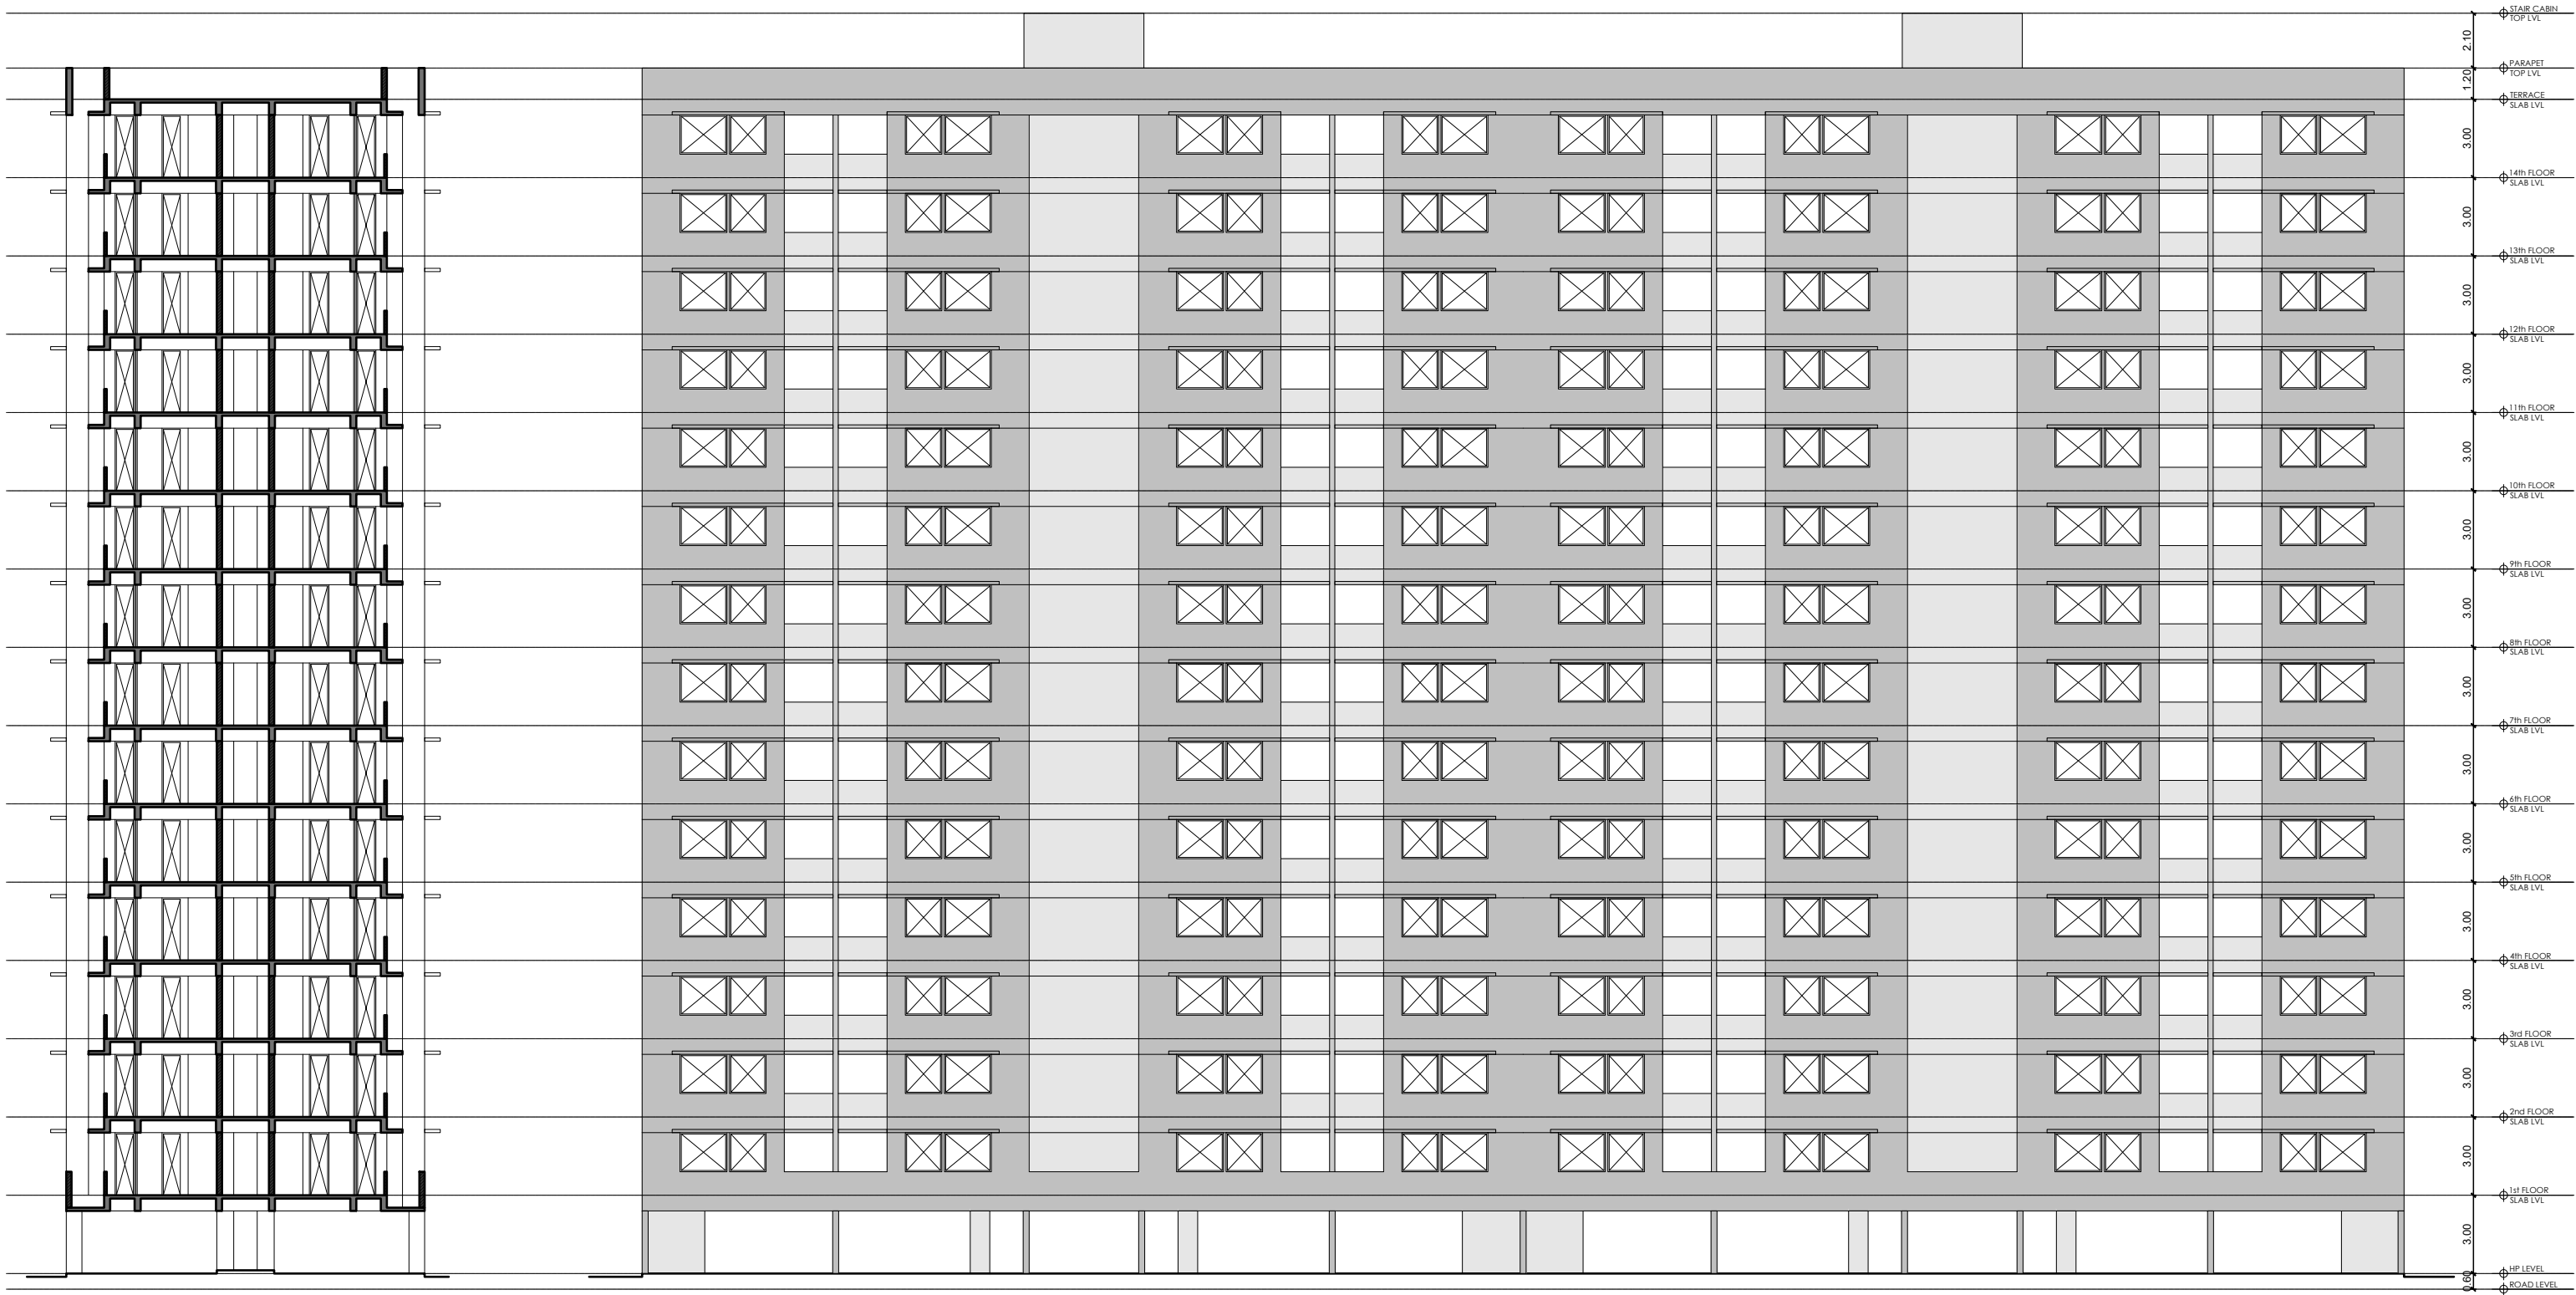 STAIR CABIN
TOP LVL
2.10
PARAPET
TOP LVL
1.20
TERRACE
SLAB LVL
3.00
14th FLOOR
SLAB LVL
3.00
13th FLOOR
SLAB LVL
3.00
12th FLOOR
SLAB LVL
3.00
11th FLOOR
SLAB LVL
3.00
10th FLOOR
SLAB LVL
3.00
9th FLOOR
SLAB LVL
3.00
8th FLOOR
SLAB LVL
3.00
7th FLOOR
SLAB LVL
3.00
6th FLOOR
SLAB LVL
3.00
5th FLOOR
SLAB LVL
3.00
4th FLOOR
SLAB LVL
3.00
3rd FLOOR
SLAB LVL
3.00
2nd FLOOR
SLAB LVL
3.00
1st FLOOR
SLAB LVL
3.00
HP LEVEL
0.60
ROAD LEVEL